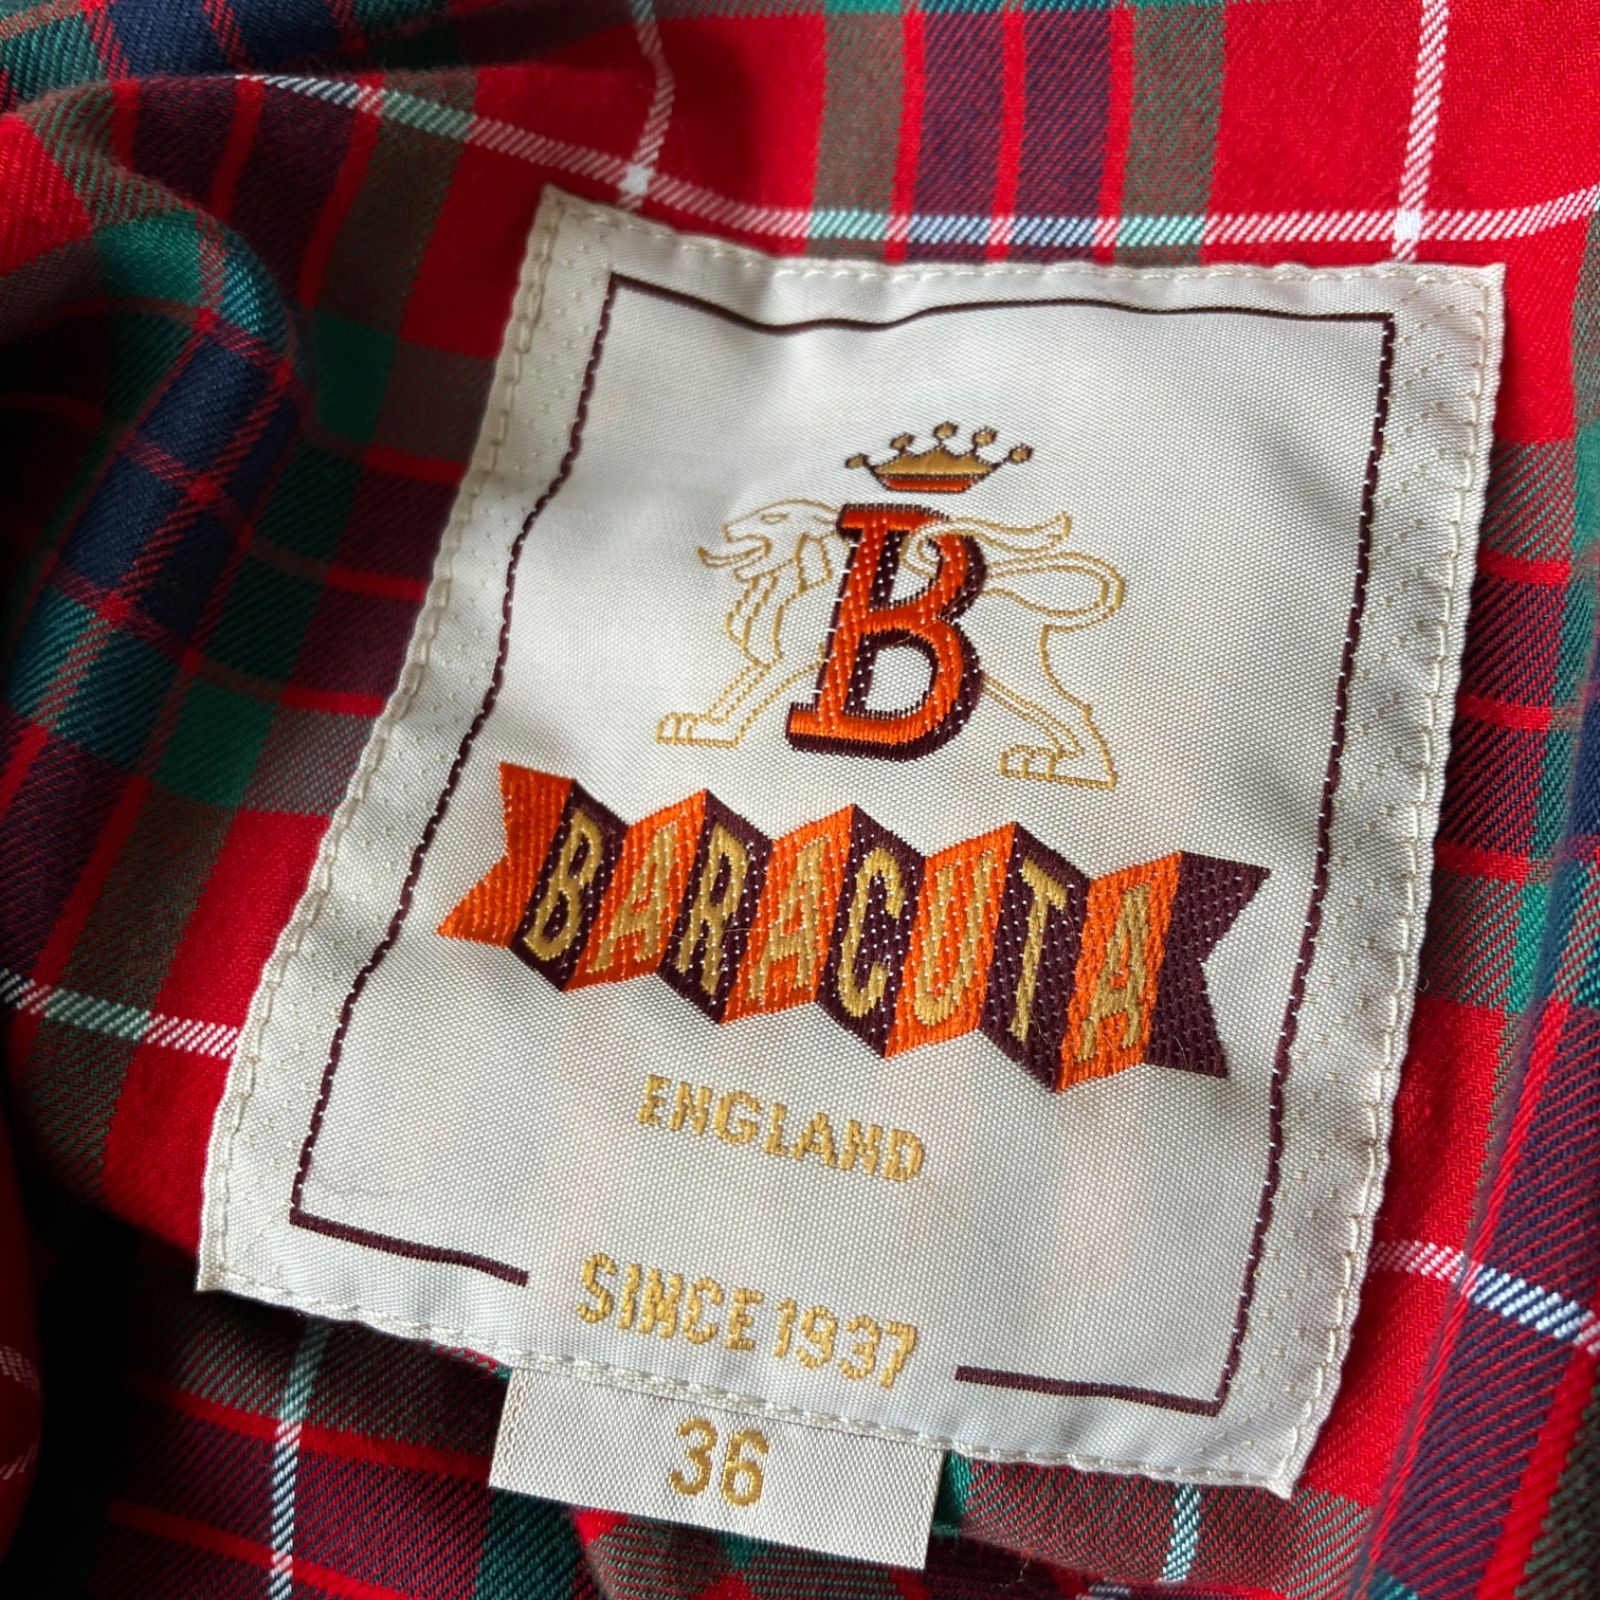 B
BARACUTA
ENGLAND
SINCE 1937
36